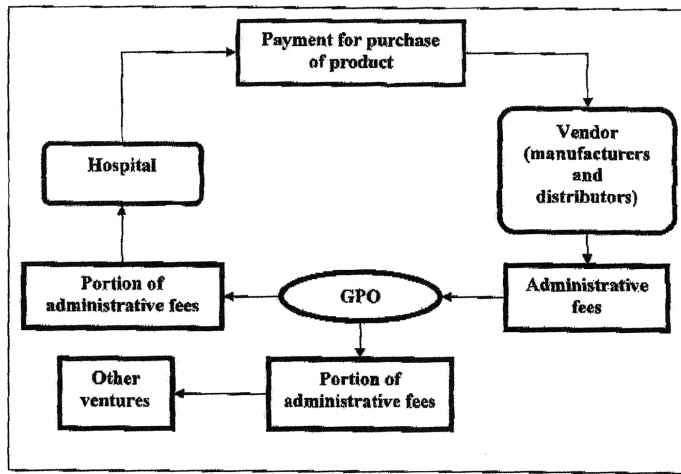 Payment for purchase
of product
Vendor
(manufacturers
and
distributors)
Hospital
Portion of
administrative fees
GPO
Administrative
fees
Other
ventures
Portion of
administrative fees